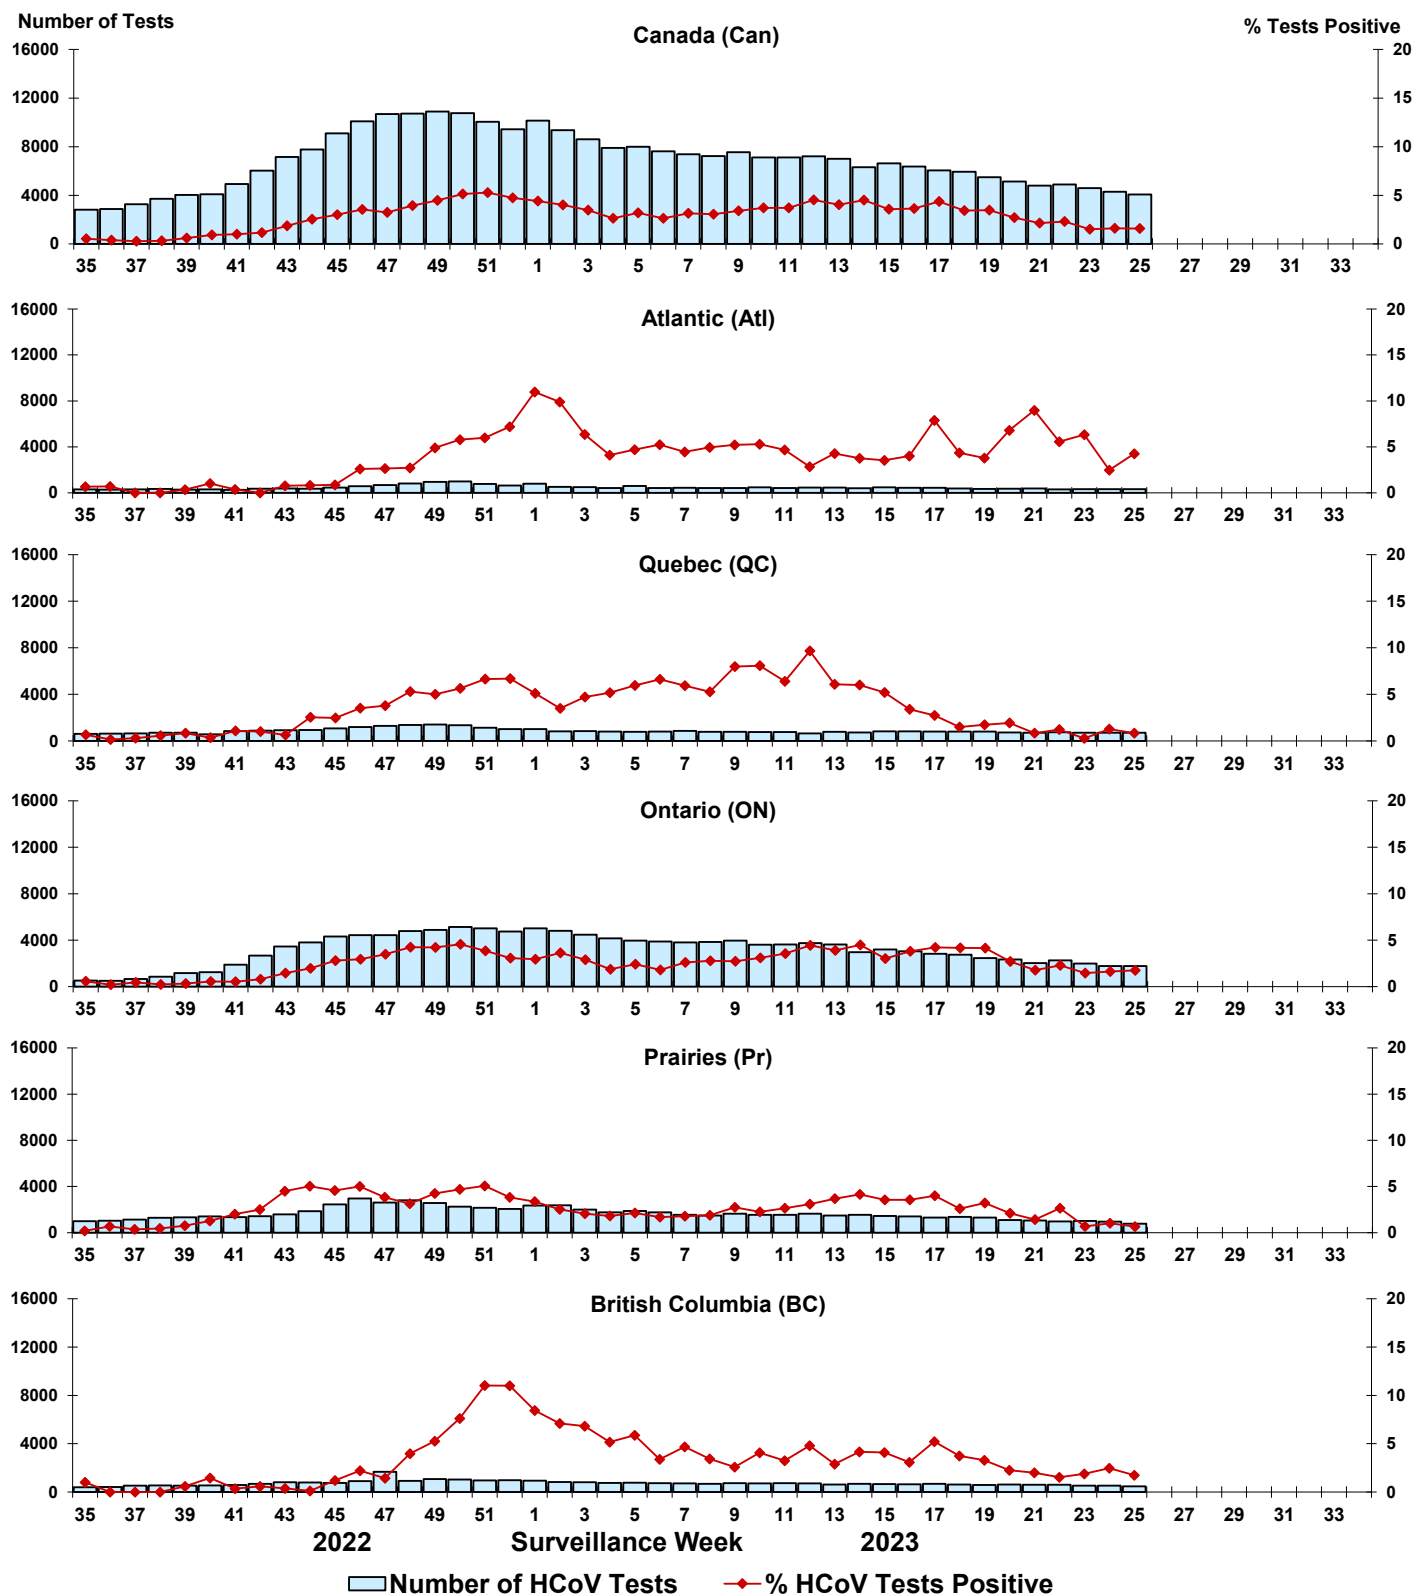 Number of Tests
Canada (Can)
% Tests Positive
16000 20
12000 15
8000 10
4000 5
0 0
35 37 39 41 43 45 47 49 51 1 3 5 7 9 11 13 15 17 19 21 23 25 27 29 31 33
Atlantic (Atl)
16000 20
12000 15
8000 10
4000 5
0 0
35 37 39 41 43 45 47 49 51 1 3 5 7 9 11 13 15 17 19 21 23 25 27 29 31 33
Quebec (QC)
16000 20
12000 15
8000 10
4000 5
0 0
35 37 39 41 43 45 47 49 51 1 3 5 7 9 11 13 15 17 19 21 23 25 27 29 31 33
Ontario (ON)
16000 20
12000 15
8000 10
4000 5
0 0
35 37 39 41 43 45 47 49 51 1 3 5 7 9 11 13 15 17 19 21 23 25 27 29 31 33
Prairies (Pr)
16000 20
12000 15
8000 10
4000 5
0 0
35 37 39 41 43 45 47 49 51 1 3 5 7 9 11 13 15 17 19 21 23 25 27 29 31 33
British Columbia (BC)
16000 20
12000 15
8000 10
4000 5
0 0
35 37 39 41 43 45 47 49 51 1 3 5 7 9 11 13 15 17 19 21 23 25 27 29 31 33
2022 Surveillance Week 2023
Number of HCoV Tests % HCoV Tests Positive